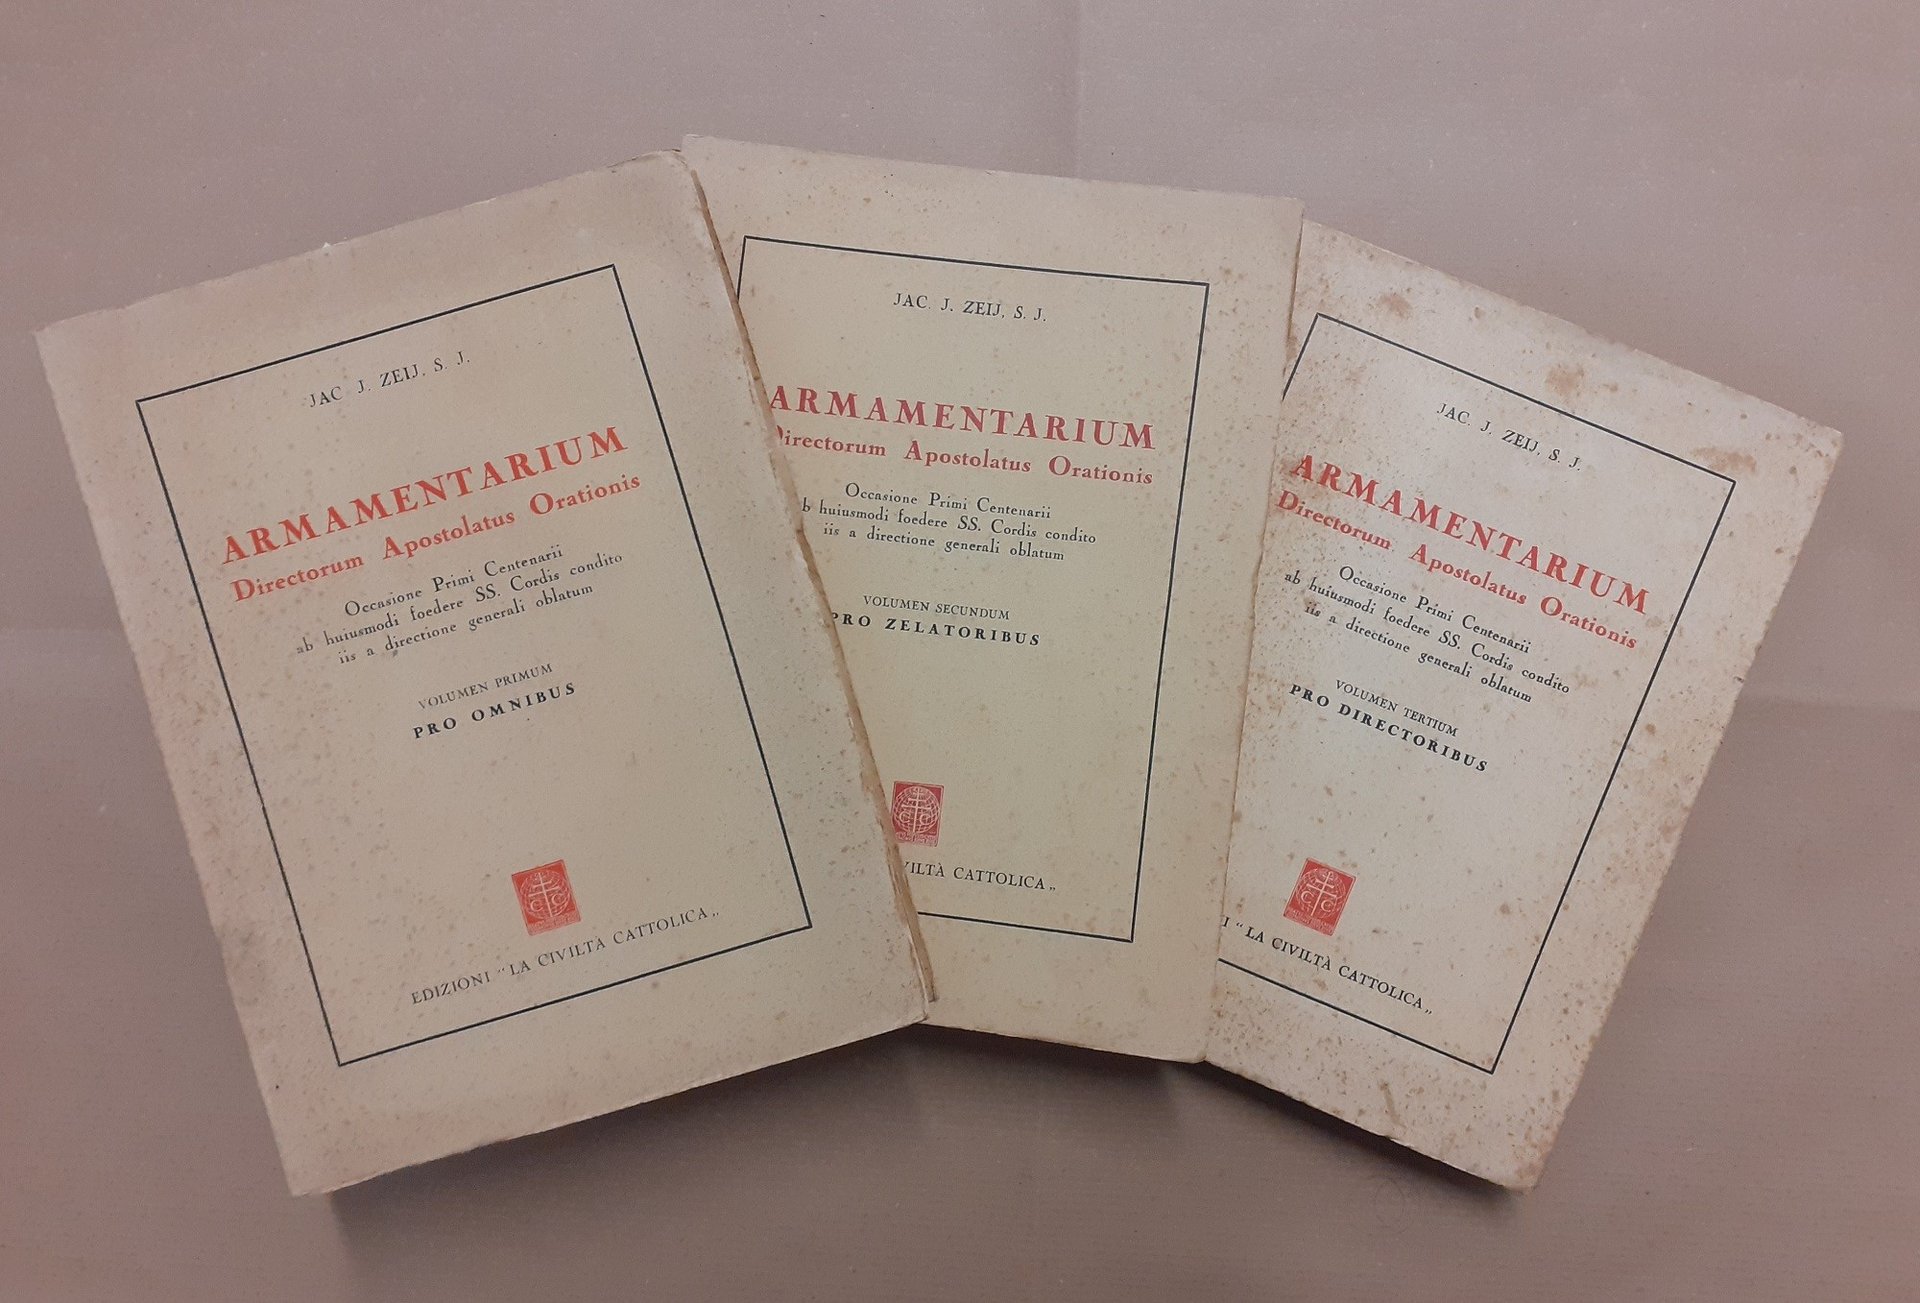 JAC. J. ZEIJ, S. J.
ARMAMENTARIUM
Directorum Apostolatus Orationis
Occasione Primi Centenarii
ab huiusmodi foedere SS. Cordis condito
iis a directione generali oblatum
VOLUMEN PRIMUM
PRO OMNIBUS
C C
EDIZIONI “LA CIVILTÀ CATTOLICA„
JAC. J. ZEIJ, S. J.
ARMAMENTARIUM
Directorum Apostolatus Orationis
Occasione Primi Centenarii
b huiusmodi foedere SS. Cordis condito
iis a directione generali oblatum
VOLUMEN SECUNDUM
PRO ZELATORIBUS
C C
VILTÀ CATTOLICA„
JAC. J. ZEIJ, S. J.
ARMAMENTARIUM
Directorum Apostolatus Orationis
Occasione Primi Centenarii
ab huiusmodi foedere SS. Cordis condito
iis a directione generali oblatum
VOLUMEN TERTIUM
PRO DIRECTORIBUS
C C
I “LA CIVILTÀ CATTOLICA„